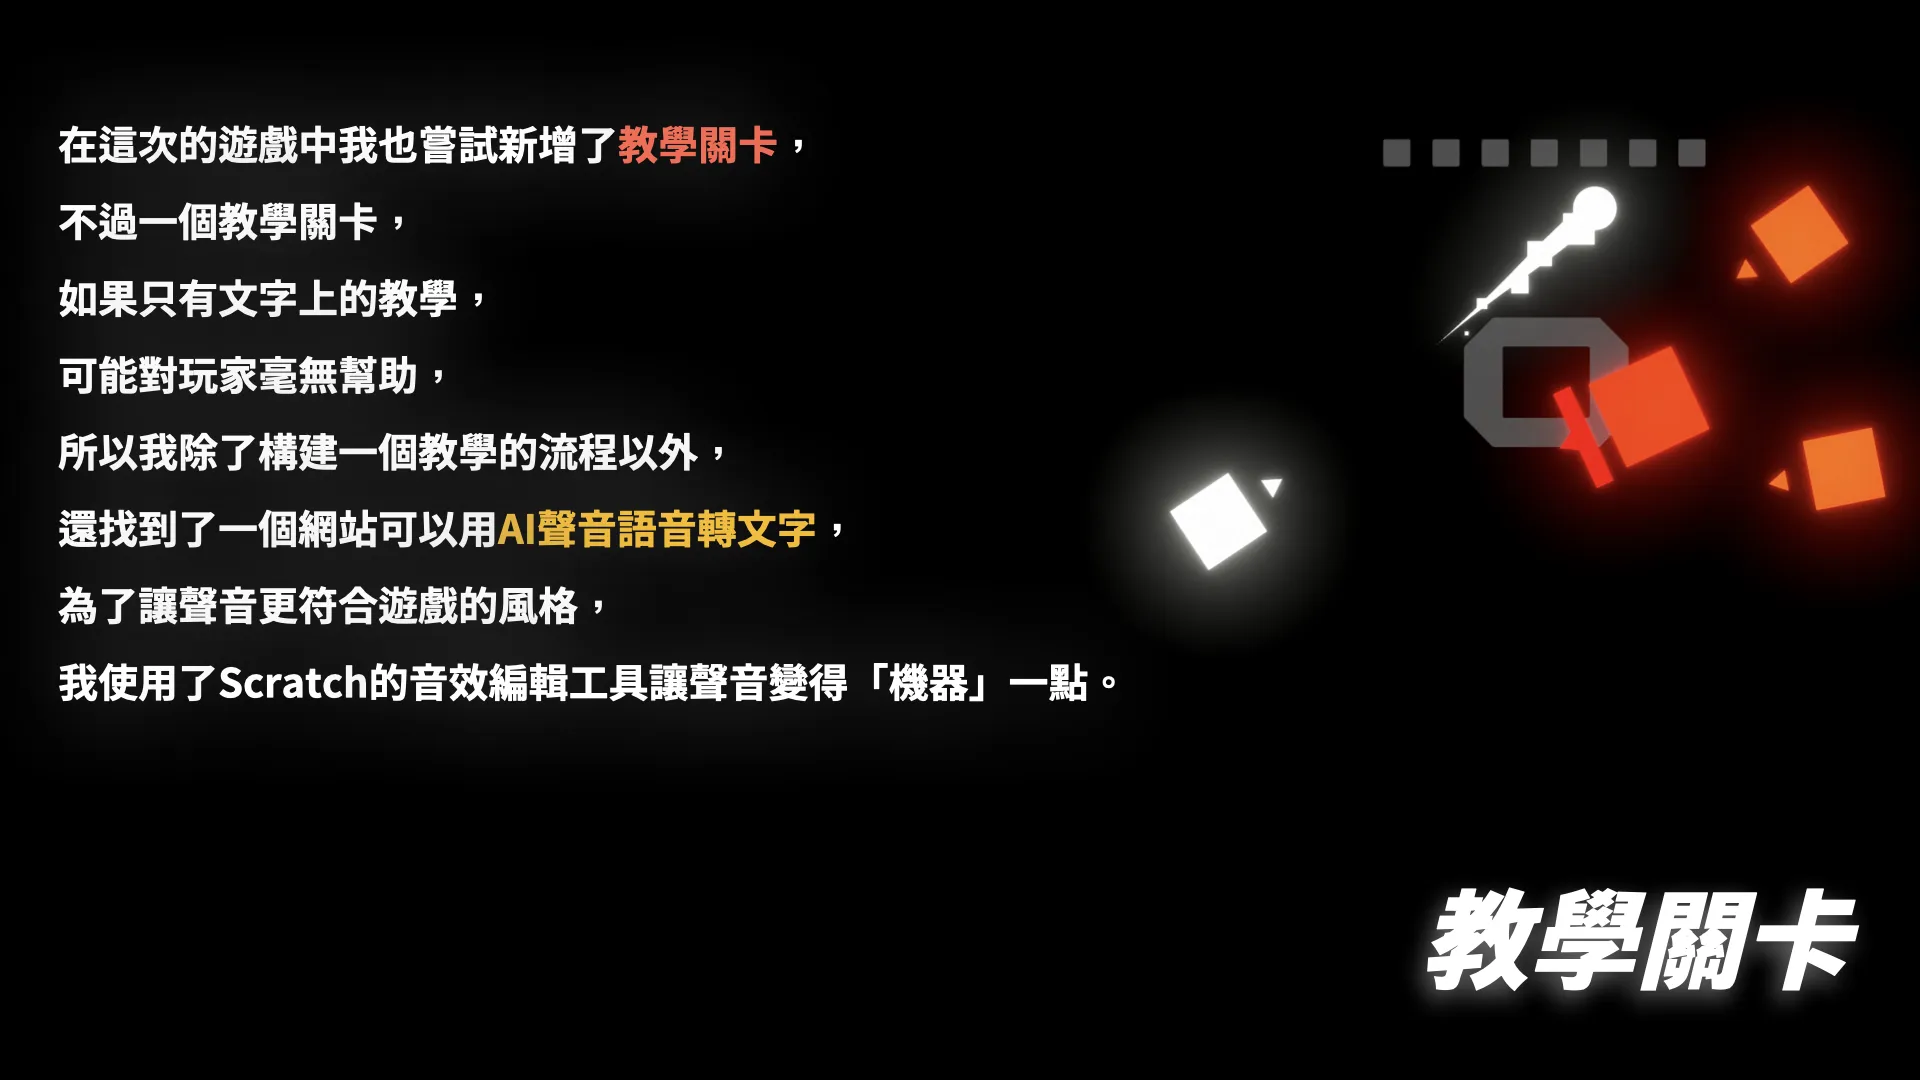 在這次的遊戲中我也嘗試新增了教學關卡，
不過一個教學關卡，
如果只有文字上的教學，
可能對玩家毫無幫助，
所以我除了構建一個教學的流程以外，
還找到了一個網站可以用AI聲音語音轉文字，
為了讓聲音更符合遊戲的風格，
我使用了Scratch的音效編輯工具讓聲音變得「機器」一點。
教學關卡